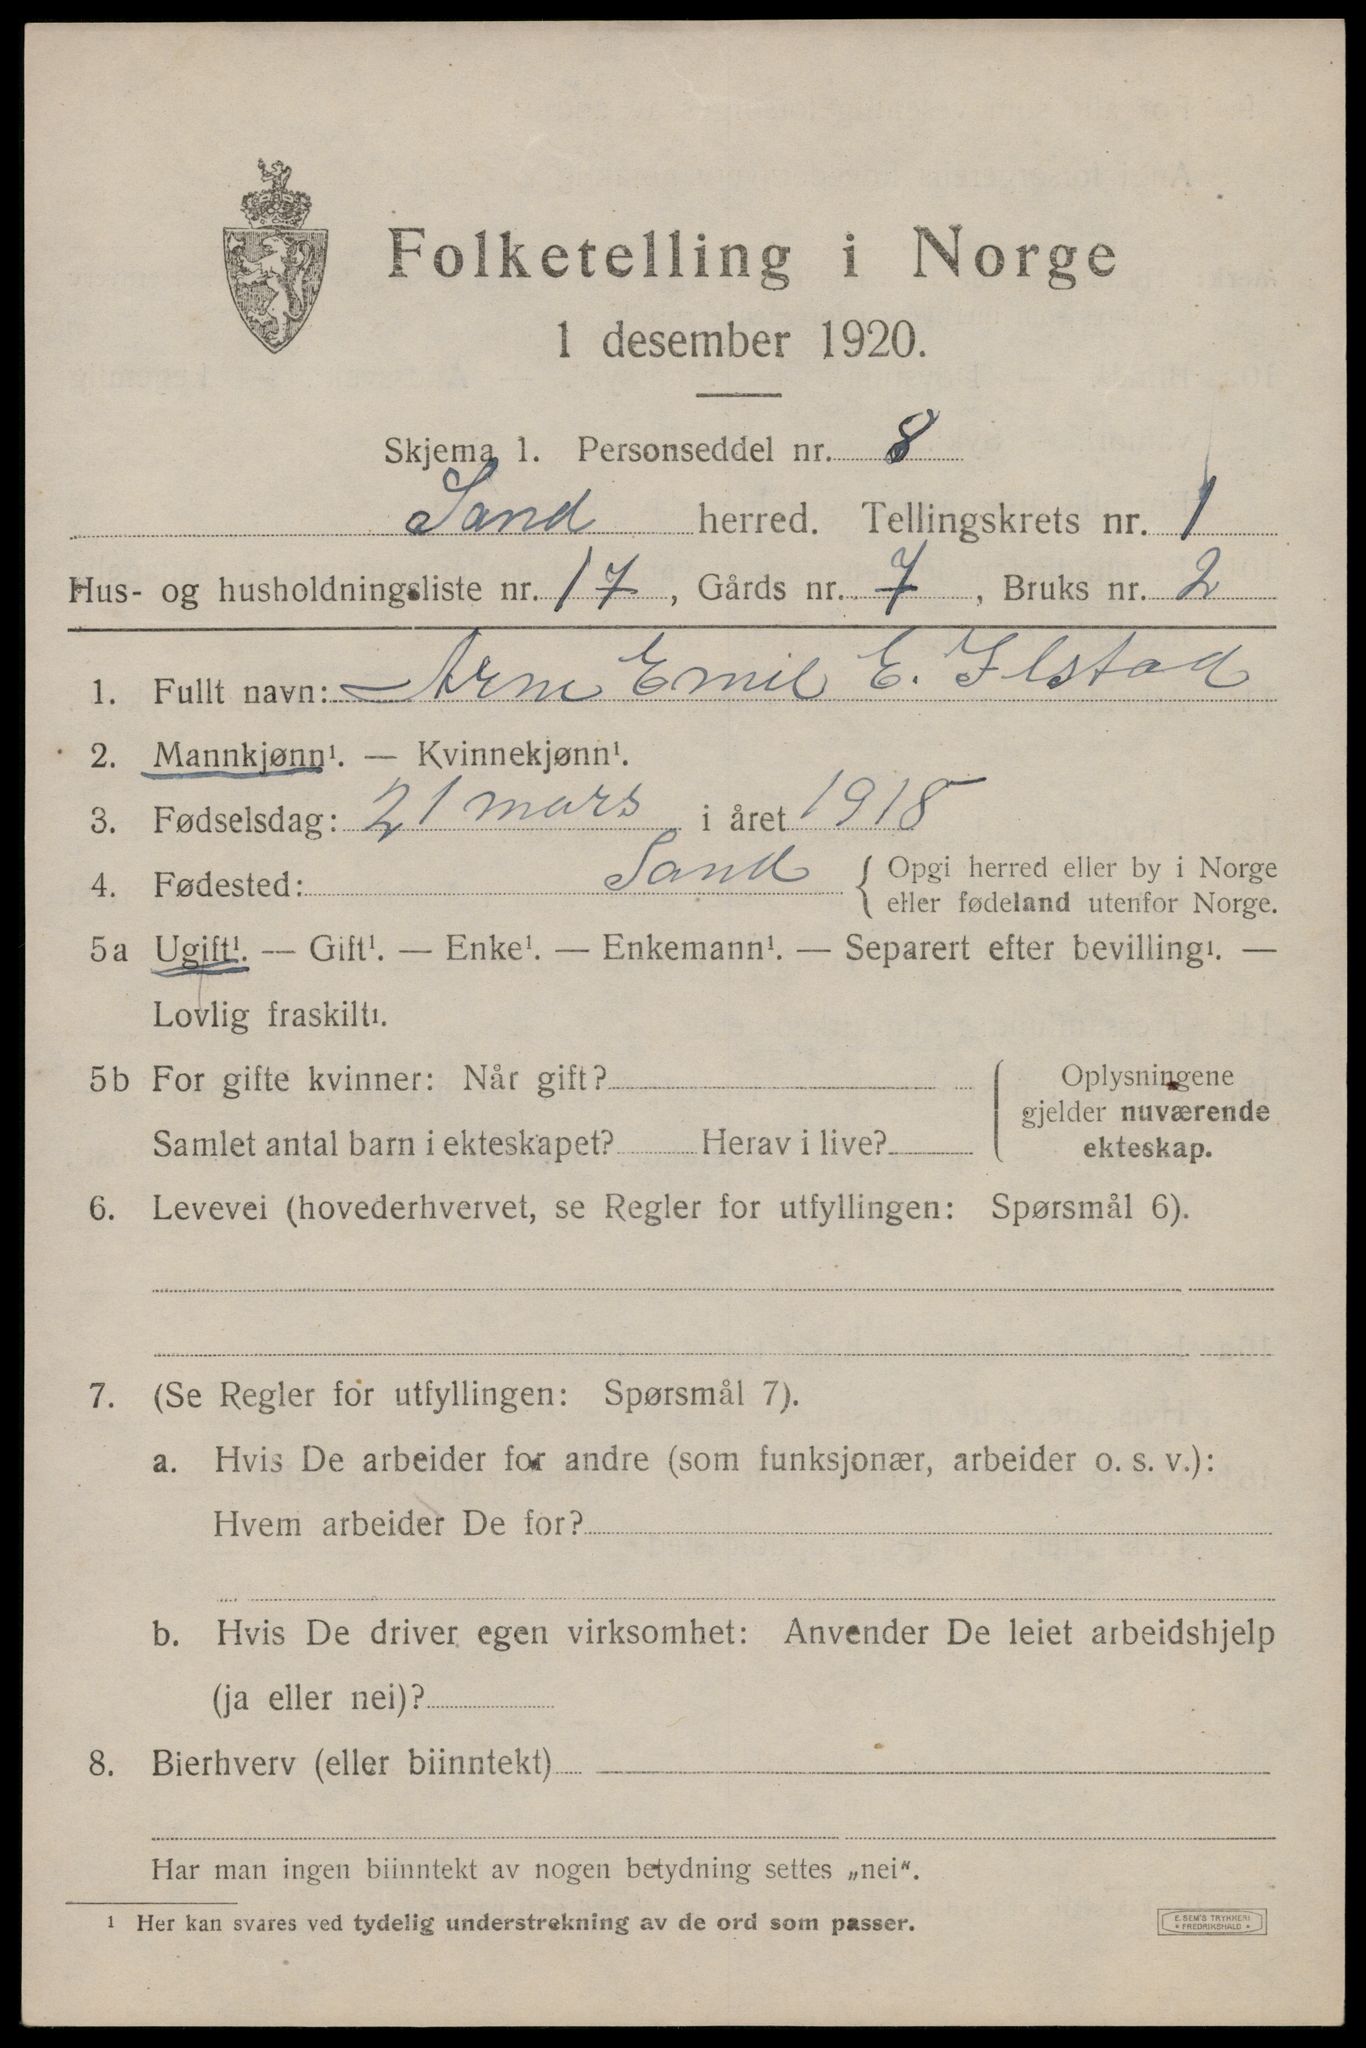 Folketelling i Norge
1 desember 1920.
Skjema 1. Personseddel nr. 8
Sand herred. Tellingskrets nr. 1
Hus- og husholdningsliste nr. 17, Gårds nr. 7, Bruks nr. 2
1. Fullt navn: Arne Emil E. Ilstad
2. Mannkjønn¹. — Kvinnekjønn¹.
3. Fødselsdag: 21 mars i året 1918
4. Fødested: Sand { Opgi herred eller by i Norge
eller fødeland utenfor Norge.
5a Ugift¹. — Gift¹. — Enke¹. — Enkemann¹. — Separert efter bevilling¹. —
Lovlig fraskilt¹.
5b For gifte kvinner: Når gift?
Oplysningene
gjelder nuværende
ekteskap.
Samlet antal barn i ekteskapet? Herav i live?
6. Levevei (hovederhvervet, se Regler for utfyllingen: Spørsmål 6).
7. (Se Regler for utfyllingen: Spørsmål 7).
a. Hvis De arbeider for andre (som funksjonær, arbeider o. s. v.):
Hvem arbeider De for?
b. Hvis De driver egen virksomhet: Anvender De leiet arbeidshjelp
(ja eller nei)?
8. Bierhverv (eller biinntekt)
Har man ingen biinntekt av nogen betydning settes „nei".
¹ Her kan svares ved tydelig understrekning av de ord som passer.
E. SEM'S TRYKKERI
* FREDRIKSHALD *